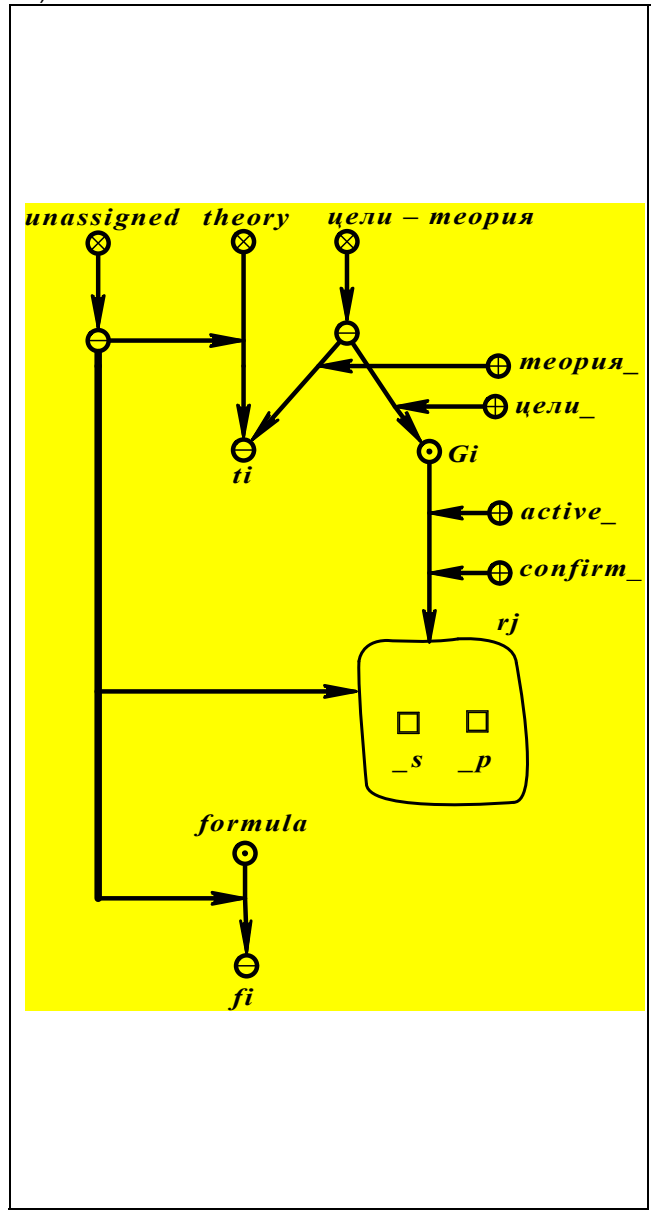 unassigned theory цели – теория
теория_
цели_
ti
Gi
active_
confirm_
rj
_s _p
formula
fi